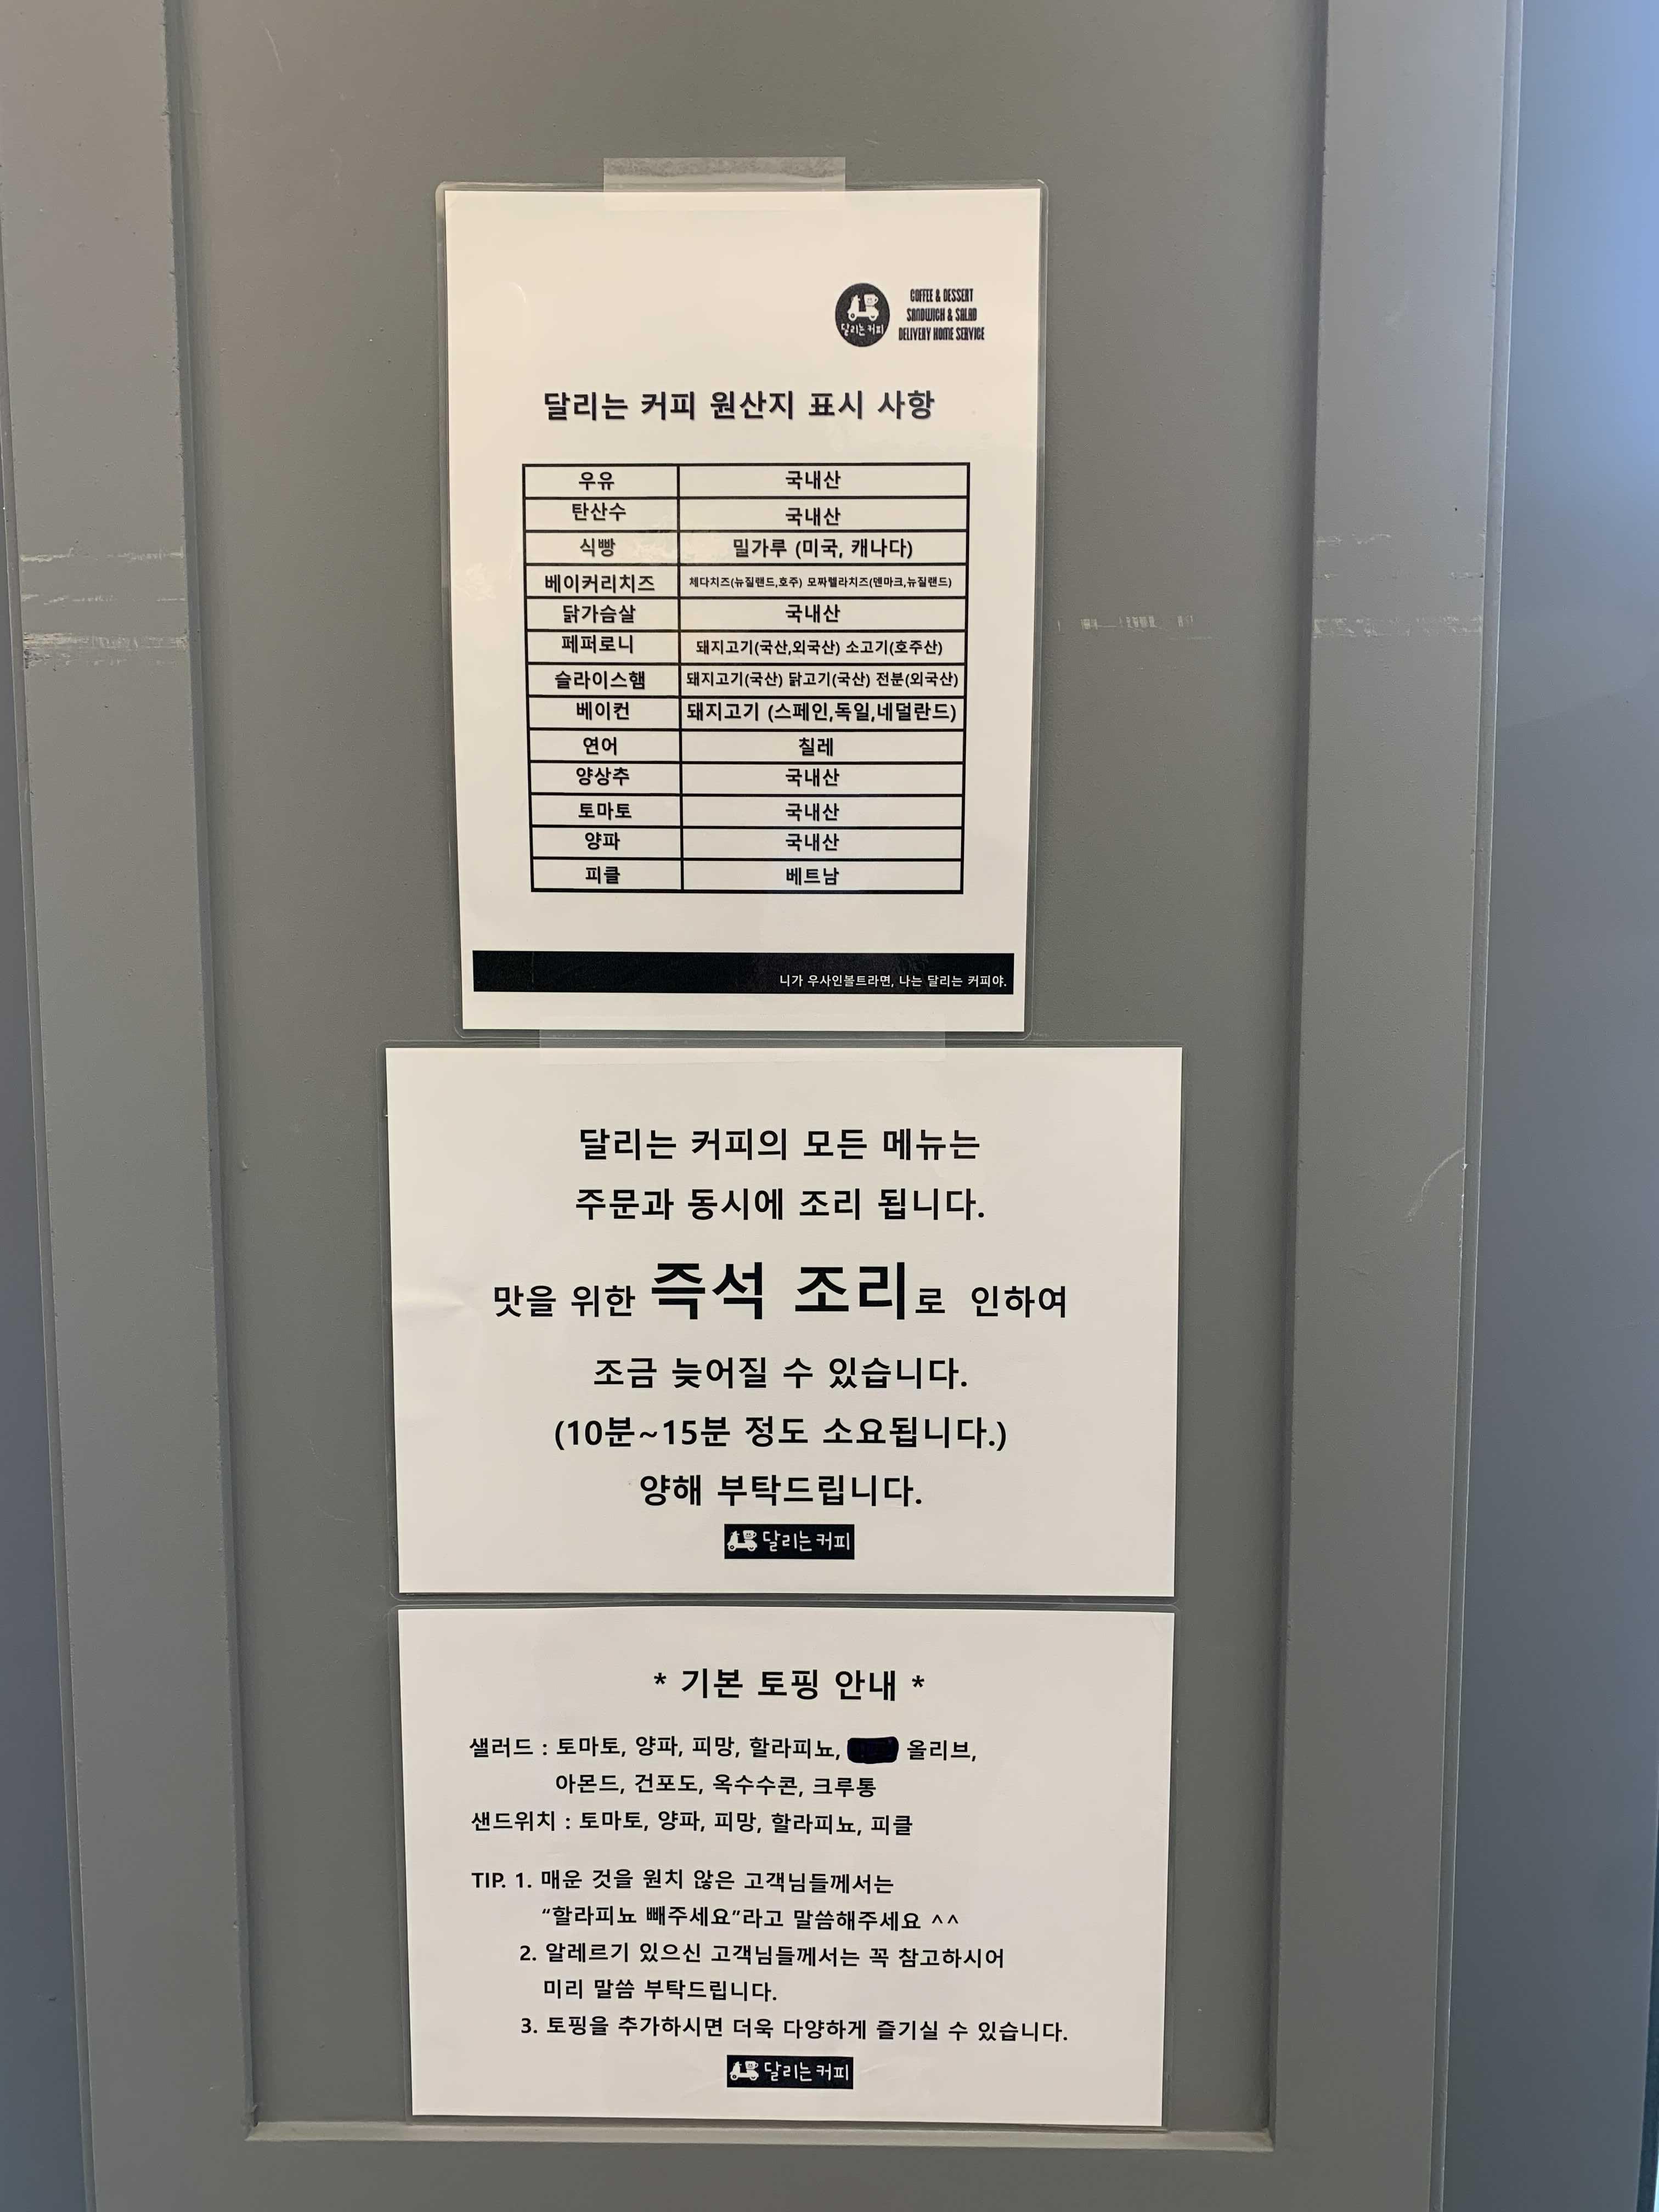 달리는커피
COFFEE & DESSERT
SANDWICH & SALAD
DELIVERY HOME SERVICE
달리는 커피 원산지 표시 사항
우유 국내산
탄산수 국내산
식빵 밀가루 (미국, 캐나다)
베이커리치즈 체다치즈(뉴질랜드,호주) 모짜렐라치즈(덴마크,뉴질랜드)
닭가슴살 국내산
페퍼로니 돼지고기(국산,외국산) 소고기(호주산)
슬라이스햄 돼지고기(국산) 닭고기(국산) 전분(외국산)
베이컨 돼지고기 (스페인,독일,네덜란드)
연어 칠레
양상추 국내산
토마토 국내산
양파 국내산
피클 베트남
니가 우사인볼트라면, 나는 달리는 커피야.
달리는 커피의 모든 메뉴는
주문과 동시에 조리 됩니다.
맛을 위한 즉석 조리로 인하여
조금 늦어질 수 있습니다.
(10분~15분 정도 소요됩니다.)
양해 부탁드립니다.
달리는커피
* 기본 토핑 안내 *
샐러드 : 토마토, 양파, 피망, 할라피뇨, 올리브,
아몬드, 건포도, 옥수수콘, 크루통
샌드위치 : 토마토, 양파, 피망, 할라피뇨, 피클
TIP. 1. 매운 것을 원치 않은 고객님들께서는
“할라피뇨 빼주세요”라고 말씀해주세요 ^^
2. 알레르기 있으신 고객님들께서는 꼭 참고하시어
미리 말씀 부탁드립니다.
3. 토핑을 추가하시면 더욱 다양하게 즐기실 수 있습니다.
달리는커피